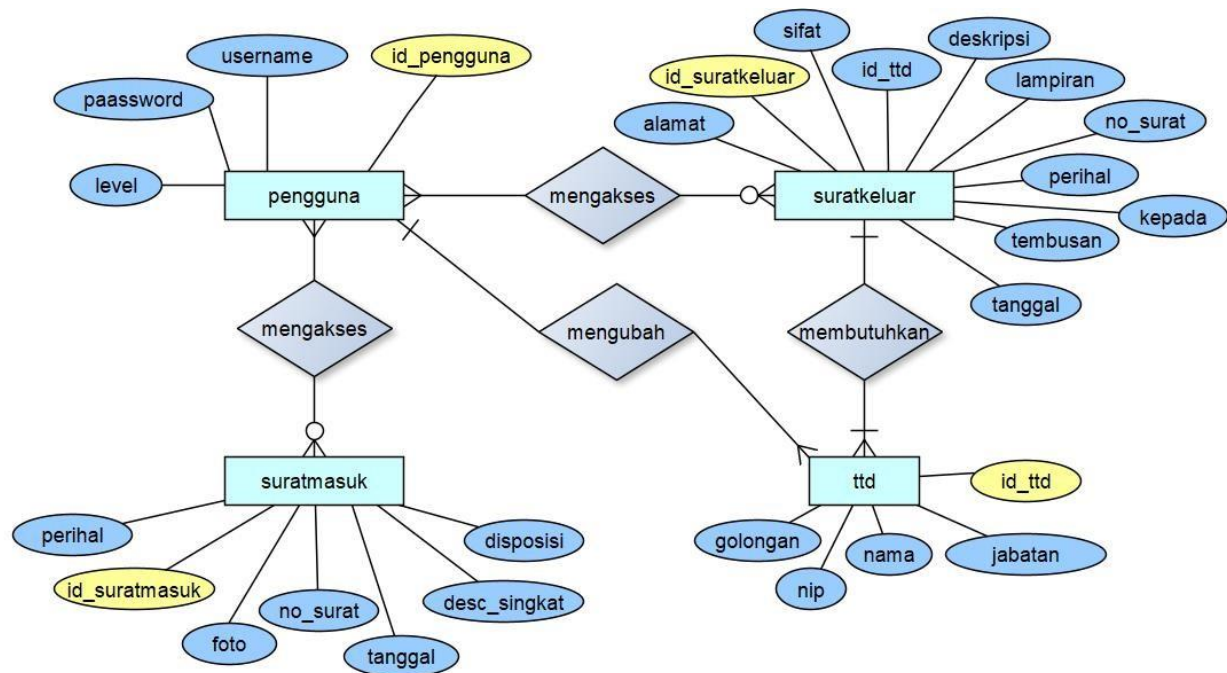 username
id_pengguna
paassword
level
pengguna
mengakses
sifat
deskripsi
id_suratkeluar
id_ttd
lampiran
alamat
no_surat
suratkeluar
perihal
kepada
tembusan
tanggal
mengakses
mengubah
membutuhkan
suratmasuk
perihal
id_suratmasuk
foto
no_surat
tanggal
desc_singkat
disposisi
ttd
id_ttd
golongan
nip
nama
jabatan